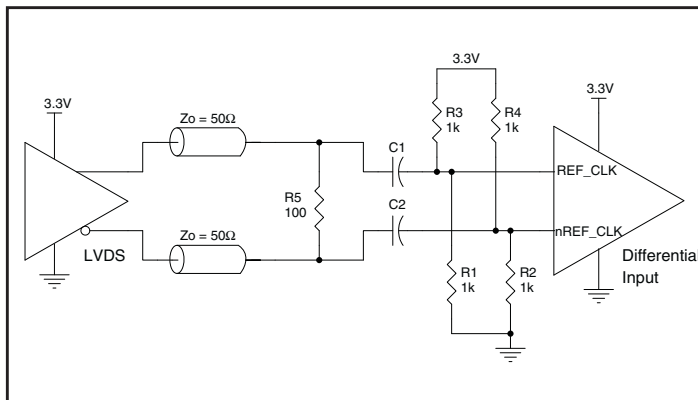 3.3V
R3
1k
R4
1k
3.3V
3.3V
Zo = 50Ω
C1
REF_CLK
R5
100
C2
nREF_CLK
LVDS
Zo = 50Ω
Differential
Input
R1
1k
R2
1k